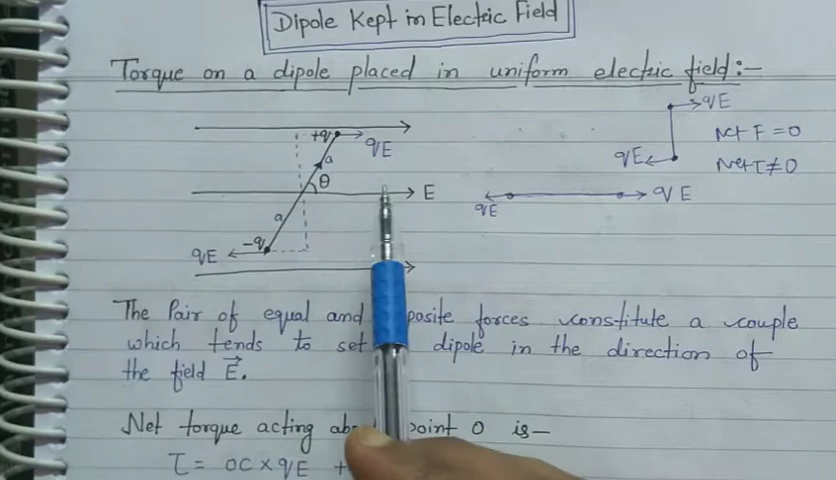 Dipole Kept in Electric Field
Torque on a dipole placed in uniform electric field:-
qE
+q
qE
Net F = 0
a
qE
Net τ ≠ 0
θ
E
qE
qE
a
-q
qE
The Pair of equal and posite forces constitute a couple
which tends to set dipole in the direction of
the field E⃗.
Net torque acting ab point O is—
τ = OC × qE +